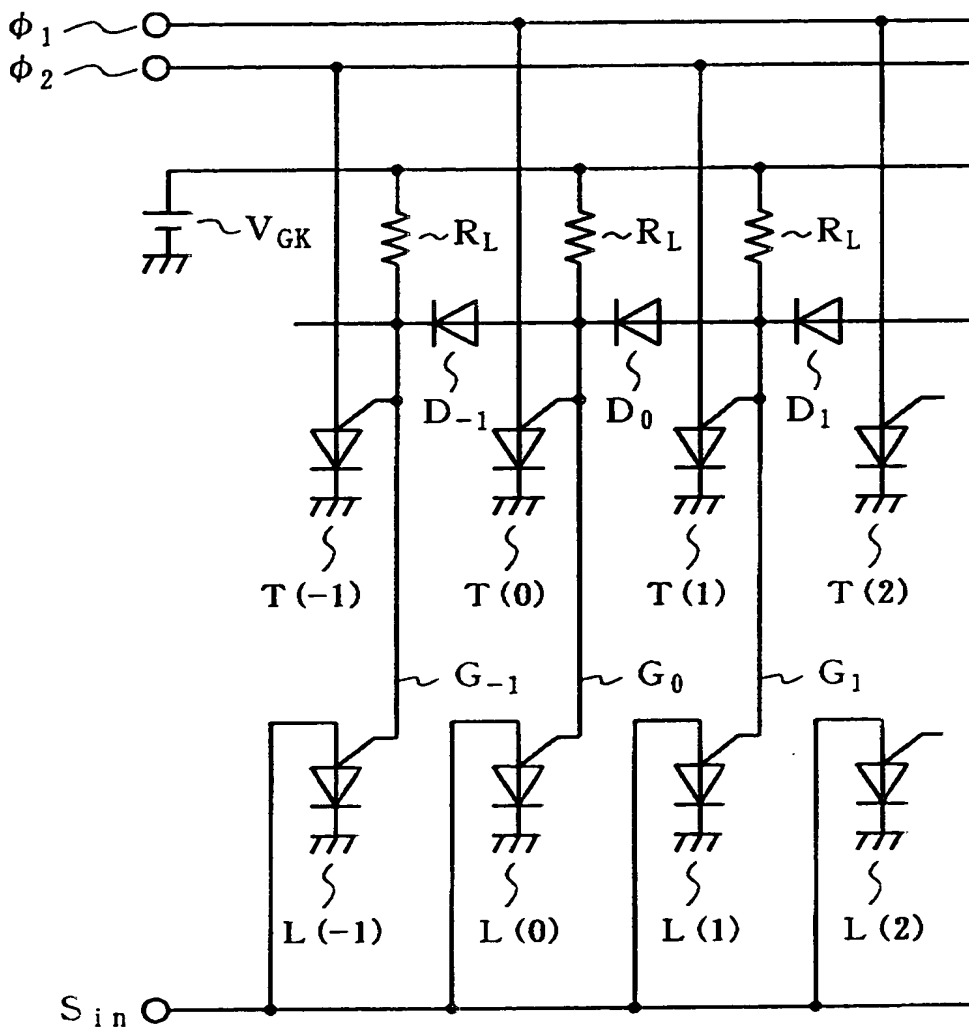 ϕ1
ϕ2
VGK
RL
RL
RL
D-1
D0
D1
T(-1)
T(0)
T(1)
T(2)
G-1
G0
G1
L(-1)
L(0)
L(1)
L(2)
Sin